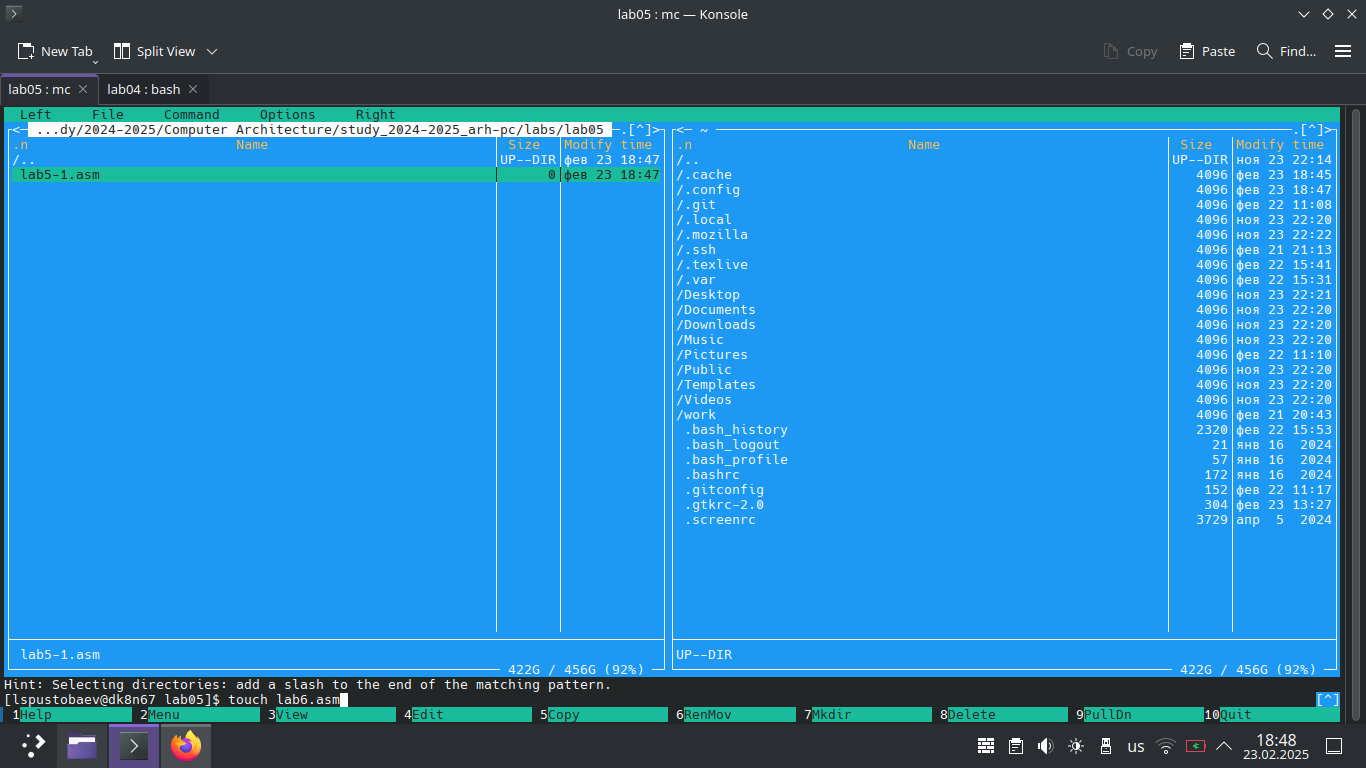 lab05 : mc — Konsole
New Tab Split View Copy Paste Find...
lab05 : mc lab04 : bash
Left File Command Options Right
<─ ...dy/2024-2025/Computer Architecture/study_2024-2025_arh-pc/labs/lab05 ─.[^]>
.n Name Size Modify time
/.. UP--DIR фев 23 18:47
lab5-1.asm 0 фев 23 18:47
lab5-1.asm
422G / 456G (92%)
<─ ~ .[^]>
.n Name Size Modify time
/.. UP--DIR ноя 23 22:14
/.cache 4096 фев 23 18:45
/.config 4096 фев 23 18:47
/.git 4096 фев 22 11:08
/.local 4096 ноя 23 22:20
/.mozilla 4096 ноя 23 22:22
/.ssh 4096 фев 21 21:13
/.texlive 4096 фев 22 15:41
/.var 4096 фев 22 15:31
/Desktop 4096 ноя 23 22:21
/Documents 4096 ноя 23 22:20
/Downloads 4096 ноя 23 22:20
/Music 4096 ноя 23 22:20
/Pictures 4096 фев 22 11:10
/Public 4096 ноя 23 22:20
/Templates 4096 ноя 23 22:20
/Videos 4096 ноя 23 22:20
/work 4096 фев 21 20:43
.bash_history 2320 фев 22 15:53
.bash_logout 21 янв 16 2024
.bash_profile 57 янв 16 2024
.bashrc 172 янв 16 2024
.gitconfig 152 фев 22 11:17
.gtkrc-2.0 304 фев 23 13:27
.screenrc 3729 апр 5 2024
UP--DIR
422G / 456G (92%)
Hint: Selecting directories: add a slash to the end of the matching pattern.
[lspustobaev@dk8n67 lab05]$ touch lab6.asm [^]
1Help 2Menu 3View 4Edit 5Copy 6RenMov 7Mkdir 8Delete 9PullDn 10Quit
us 18:48
23.02.2025